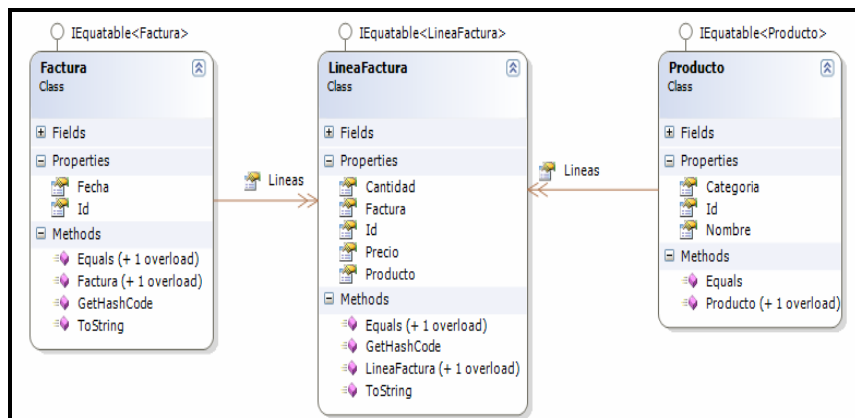 IEquatable<Factura>
Factura
Class
Fields
Properties
Fecha
Id
Methods
Equals (+ 1 overload)
Factura (+ 1 overload)
GetHashCode
ToString
Lineas
IEquatable<LineaFactura>
LineaFactura
Class
Fields
Properties
Cantidad
Factura
Id
Precio
Producto
Methods
Equals (+ 1 overload)
GetHashCode
LineaFactura (+ 1 overload)
ToString
Lineas
IEquatable<Producto>
Producto
Class
Fields
Properties
Categoria
Id
Nombre
Methods
Equals
Producto (+ 1 overload)